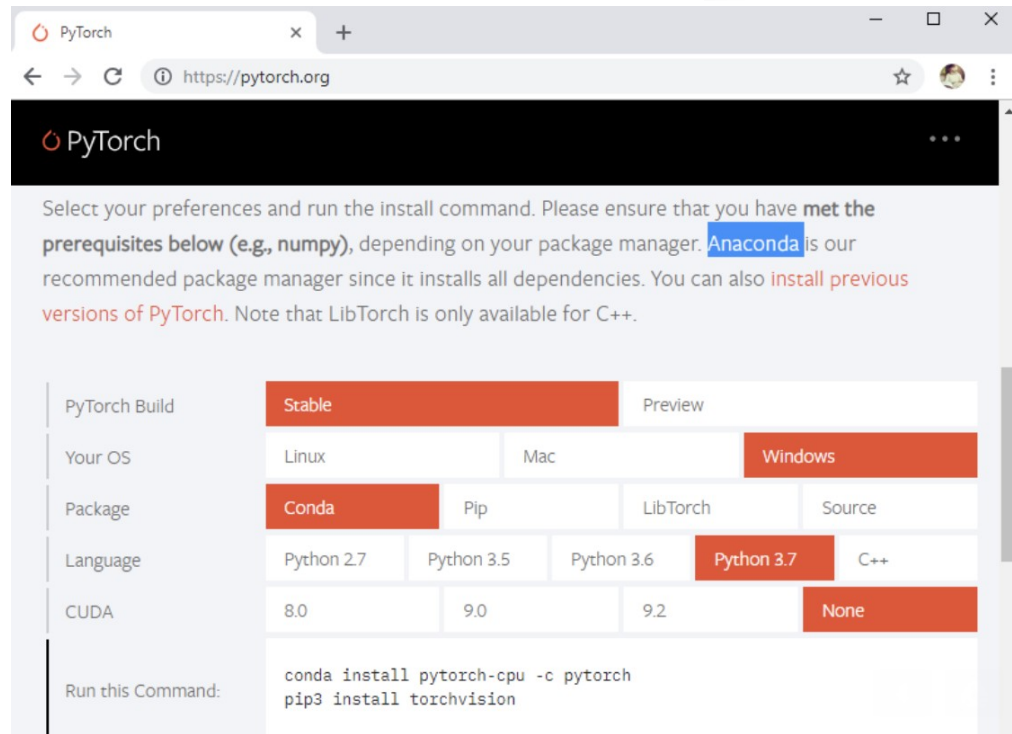 PyTorch
https://pytorch.org
PyTorch
Select your preferences and run the install command. Please ensure that you have met the
prerequisites below (e.g., numpy), depending on your package manager. Anaconda is our
recommended package manager since it installs all dependencies. You can also install previous
versions of PyTorch. Note that LibTorch is only available for C++.
PyTorch Build Stable Preview
Your OS Linux Mac Windows
Package Conda Pip LibTorch Source
Language Python 2.7 Python 3.5 Python 3.6 Python 3.7 C++
CUDA 8.0 9.0 9.2 None
conda install pytorch-cpu -c pytorch
Run this Command:
pip3 install torchvision